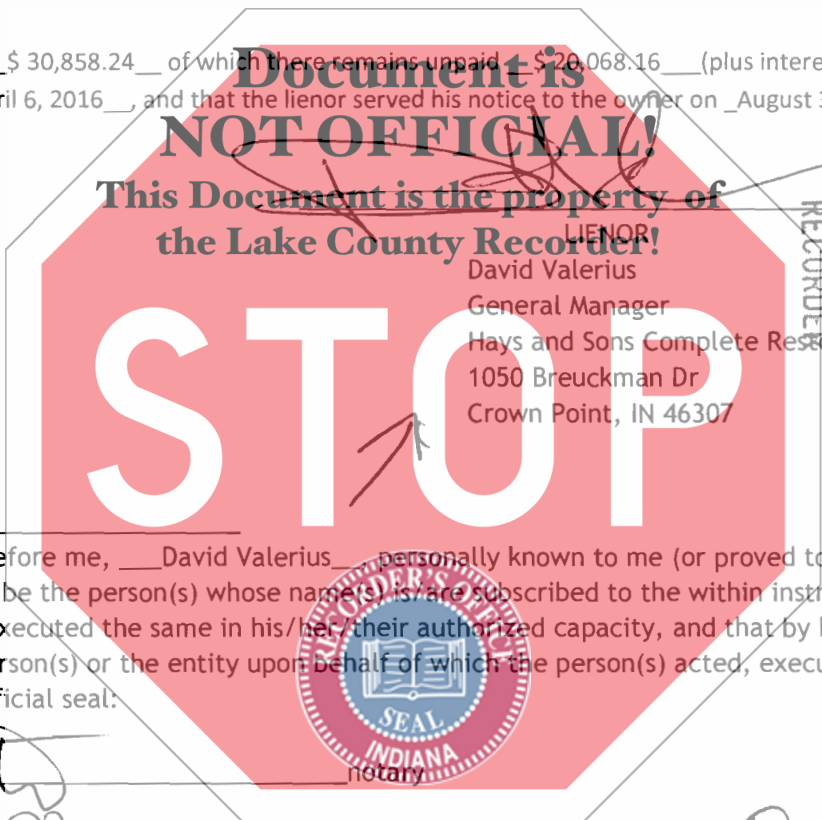 _$ 30,858.24__ of which there remains unpaid __$ 20,068.16___(plus intere
ril 6, 2016__, and that the lienor served his notice to the owner on _August 3
Document is
NOT OFFICIAL!
This Document is the property of
the Lake County Recorder!
LIENOR
David Valerius
General Manager
Hays and Sons Complete Rest
1050 Breuckman Dr
Crown Point, IN 46307
RECORDER
STOP
efore me, ___David Valerius___, personally known to me (or proved to
be the person(s) whose name(s) is/are subscribed to the within instr
xecuted the same in his/her/their authorized capacity, and that by h
rson(s) or the entity upon behalf of which the person(s) acted, execu
ficial seal:
RECORDER'S OFFICE
SEAL
INDIANA
notary